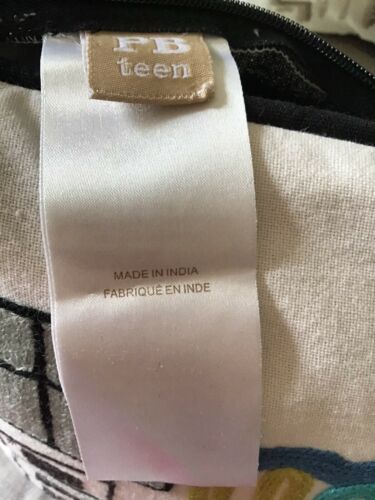 PB
teen
MADE IN INDIA
FABRIQUÉ EN INDE